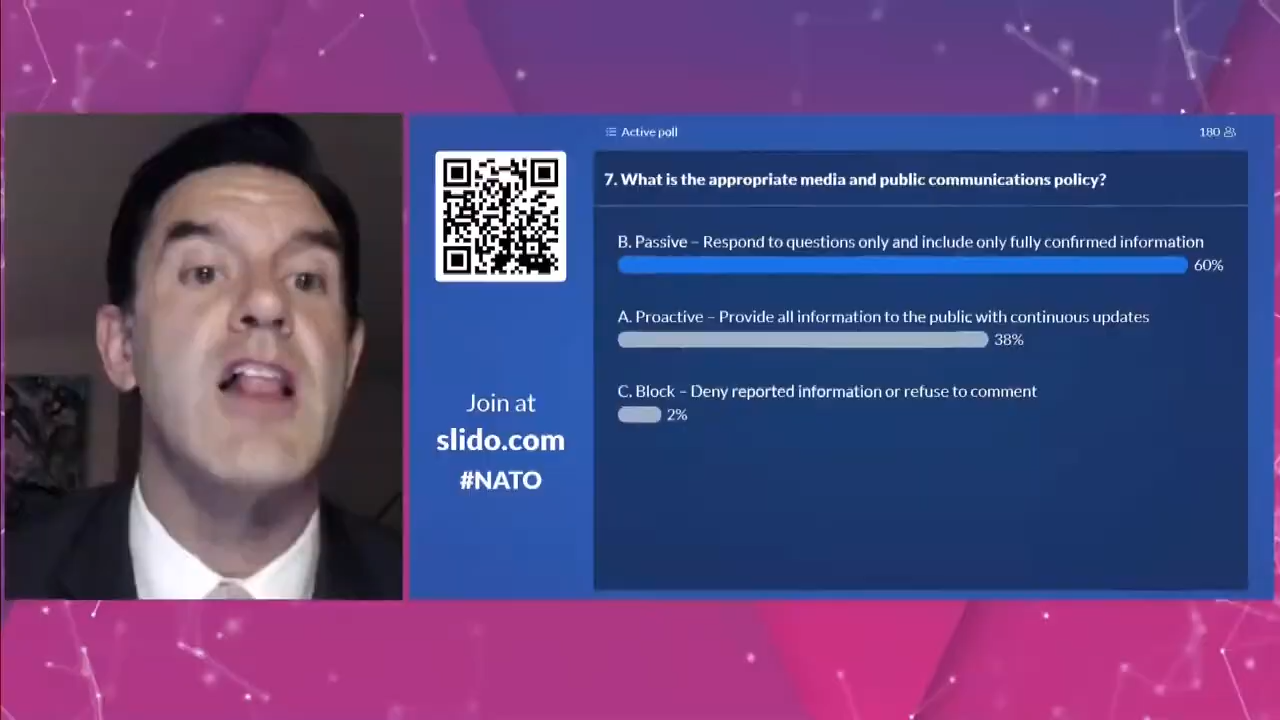 Active poll
180
7. What is the appropriate media and public communications policy?
B. Passive – Respond to questions only and include only fully confirmed information
60%
A. Proactive – Provide all information to the public with continuous updates
38%
C. Block – Deny reported information or refuse to comment
2%
Join at
slido.com
#NATO